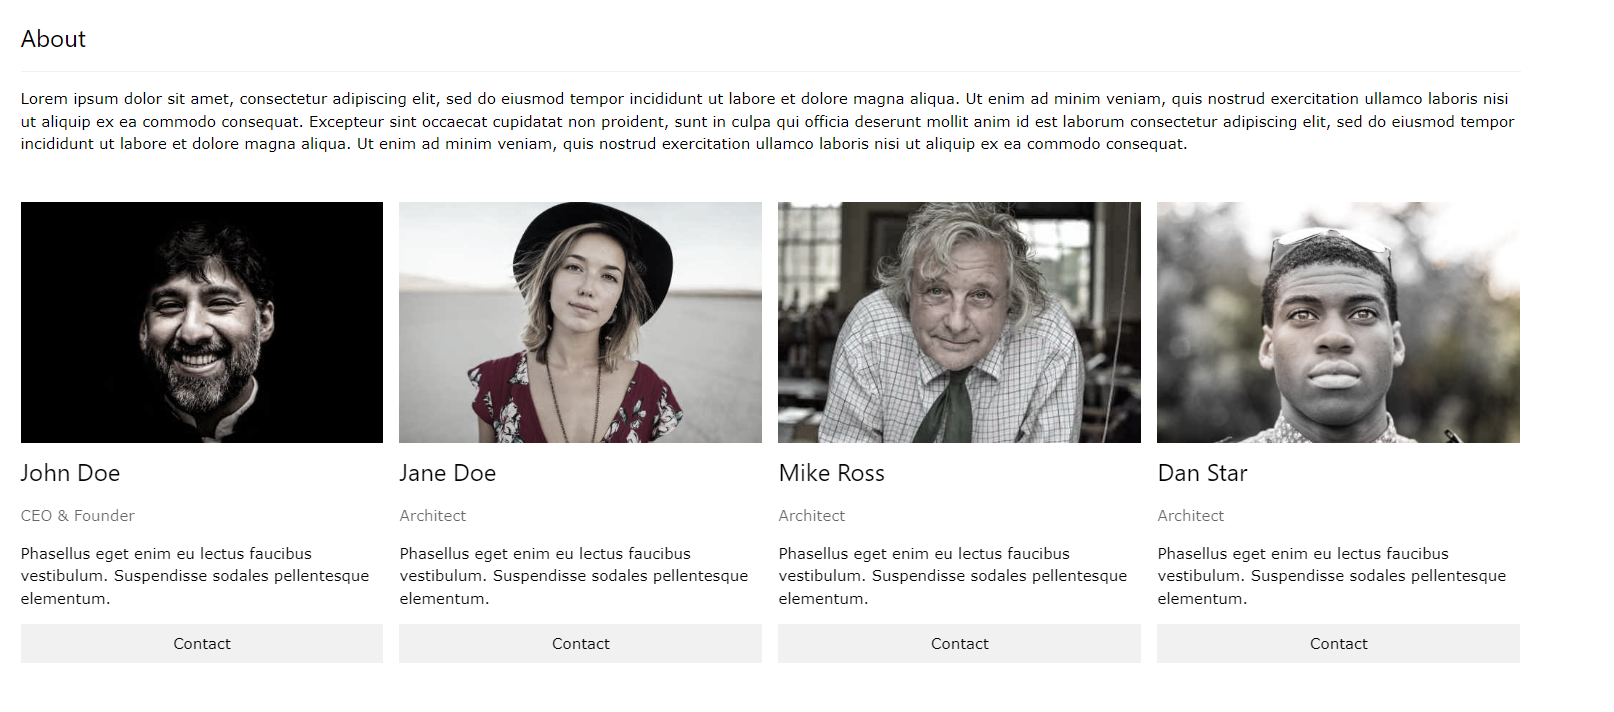 About
Lorem ipsum dolor sit amet, consectetur adipiscing elit, sed do eiusmod tempor incididunt ut labore et dolore magna aliqua. Ut enim ad minim veniam, quis nostrud exercitation ullamco laboris nisi
ut aliquip ex ea commodo consequat. Excepteur sint occaecat cupidatat non proident, sunt in culpa qui officia deserunt mollit anim id est laborum consectetur adipiscing elit, sed do eiusmod tempor
incididunt ut labore et dolore magna aliqua. Ut enim ad minim veniam, quis nostrud exercitation ullamco laboris nisi ut aliquip ex ea commodo consequat.
John Doe
CEO & Founder
Phasellus eget enim eu lectus faucibus
vestibulum. Suspendisse sodales pellentesque
elementum.
Contact
Jane Doe
Architect
Phasellus eget enim eu lectus faucibus
vestibulum. Suspendisse sodales pellentesque
elementum.
Contact
Mike Ross
Architect
Phasellus eget enim eu lectus faucibus
vestibulum. Suspendisse sodales pellentesque
elementum.
Contact
Dan Star
Architect
Phasellus eget enim eu lectus faucibus
vestibulum. Suspendisse sodales pellentesque
elementum.
Contact